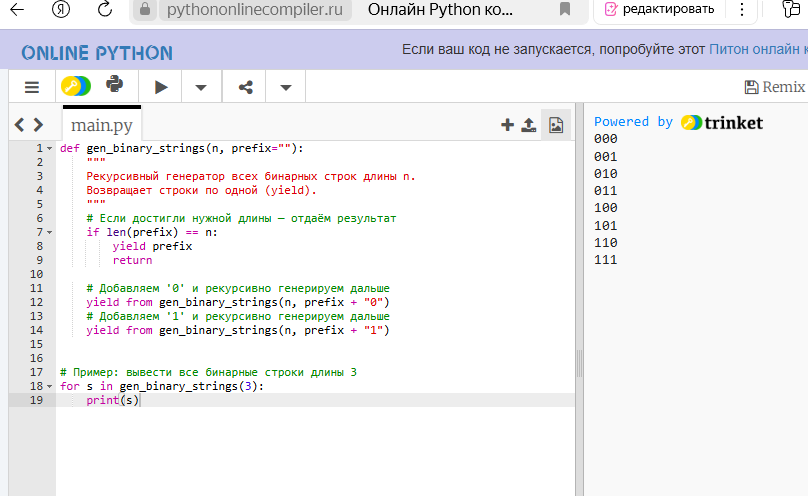 pythononlinecompiler.ru Онлайн Python ко... редактировать
ONLINE PYTHON
Если ваш код не запускается, попробуйте этот Питон онлайн к
Remix
main.py
1 def gen_binary_strings(n, prefix=""):
2 """
3 Рекурсивный генератор всех бинарных строк длины n.
4 Возвращает строки по одной (yield).
5 """
6 # Если достигли нужной длины — отдаём результат
7 if len(prefix) == n:
8 yield prefix
9 return
10
11 # Добавляем '0' и рекурсивно генерируем дальше
12 yield from gen_binary_strings(n, prefix + "0")
13 # Добавляем '1' и рекурсивно генерируем дальше
14 yield from gen_binary_strings(n, prefix + "1")
15
16
17 # Пример: вывести все бинарные строки длины 3
18 for s in gen_binary_strings(3):
19 print(s)
Powered by trinket
000
001
010
011
100
101
110
111